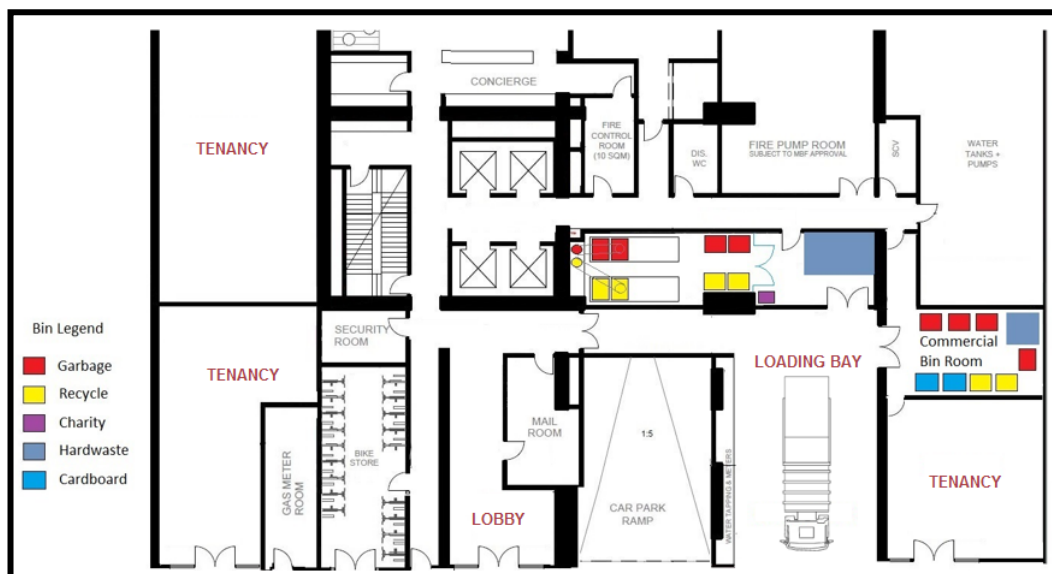 CONCIERGE
TENANCY
FIRE
CONTROL
ROOM
(10 SQM)
DIS.
WC
FIRE PUMP ROOM
SUBJECT TO MBF APPROVAL
SCV
WATER
TANKS +
PUMPS
Bin Legend
Garbage
Recycle
Charity
Hardwaste
Cardboard
SECURITY
ROOM
TENANCY
GAS METER
ROOM
BIKE
STORE
MAIL
ROOM
LOBBY
1:5
CAR PARK
RAMP
WATER TAPPING & METERS
LOADING BAY
Commercial
Bin Room
TENANCY